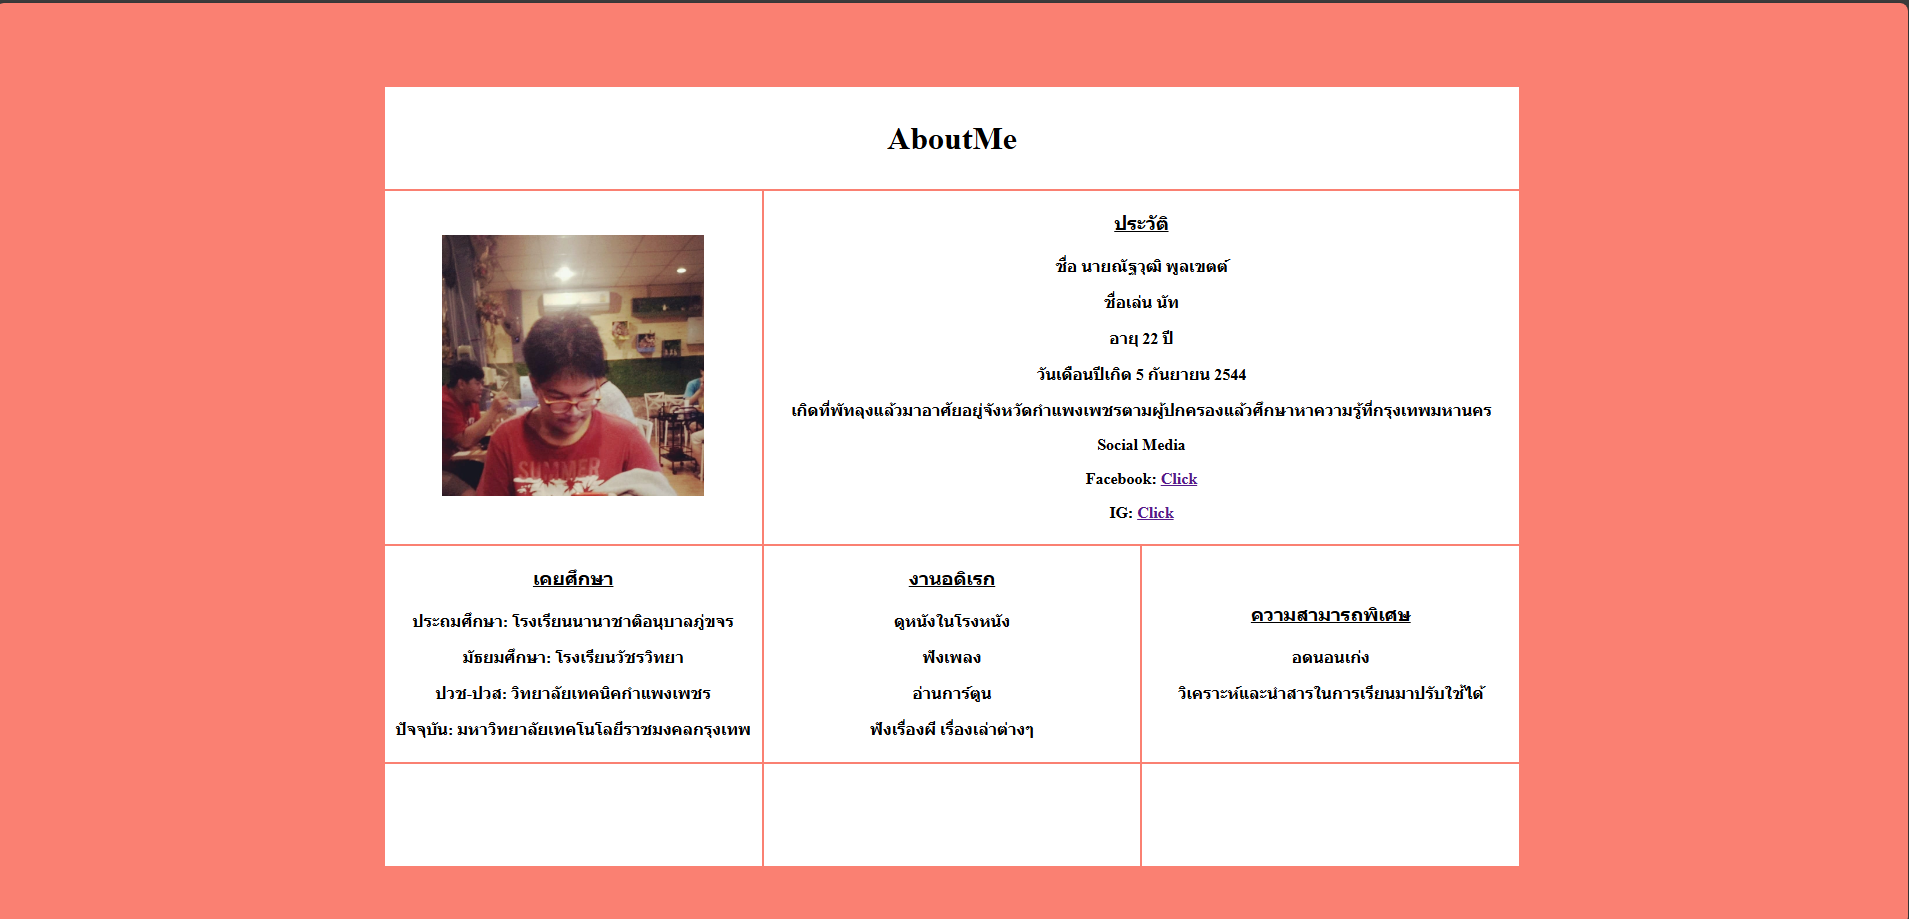 AboutMe
SUMMER
ประวัติ
ชื่อ นายณัฐวุฒิ พูลเขตต์
ชื่อเล่น นัท
อายุ 22 ปี
วันเดือนปีเกิด 5 กันยายน 2544
เกิดที่พัทลุงแล้วมาอาศัยอยู่จังหวัดกำแพงเพชรตามผู้ปกครองแล้วศึกษาหาความรู้ที่กรุงเทพมหานคร
Social Media
Facebook: Click
IG: Click
เคยศึกษา
ประถมศึกษา: โรงเรียนนานาชาติอนุบาลภู่ขจร
มัธยมศึกษา: โรงเรียนวัชรวิทยา
ปวช-ปวส: วิทยาลัยเทคนิคกำแพงเพชร
ปัจจุบัน: มหาวิทยาลัยเทคโนโลยีราชมงคลกรุงเทพ
งานอดิเรก
ดูหนังในโรงหนัง
ฟังเพลง
อ่านการ์ตูน
ฟังเรื่องผี เรื่องเล่าต่างๆ
ความสามารถพิเศษ
อดนอนเก่ง
วิเคราะห์และนำสารในการเรียนมาปรับใช้ได้